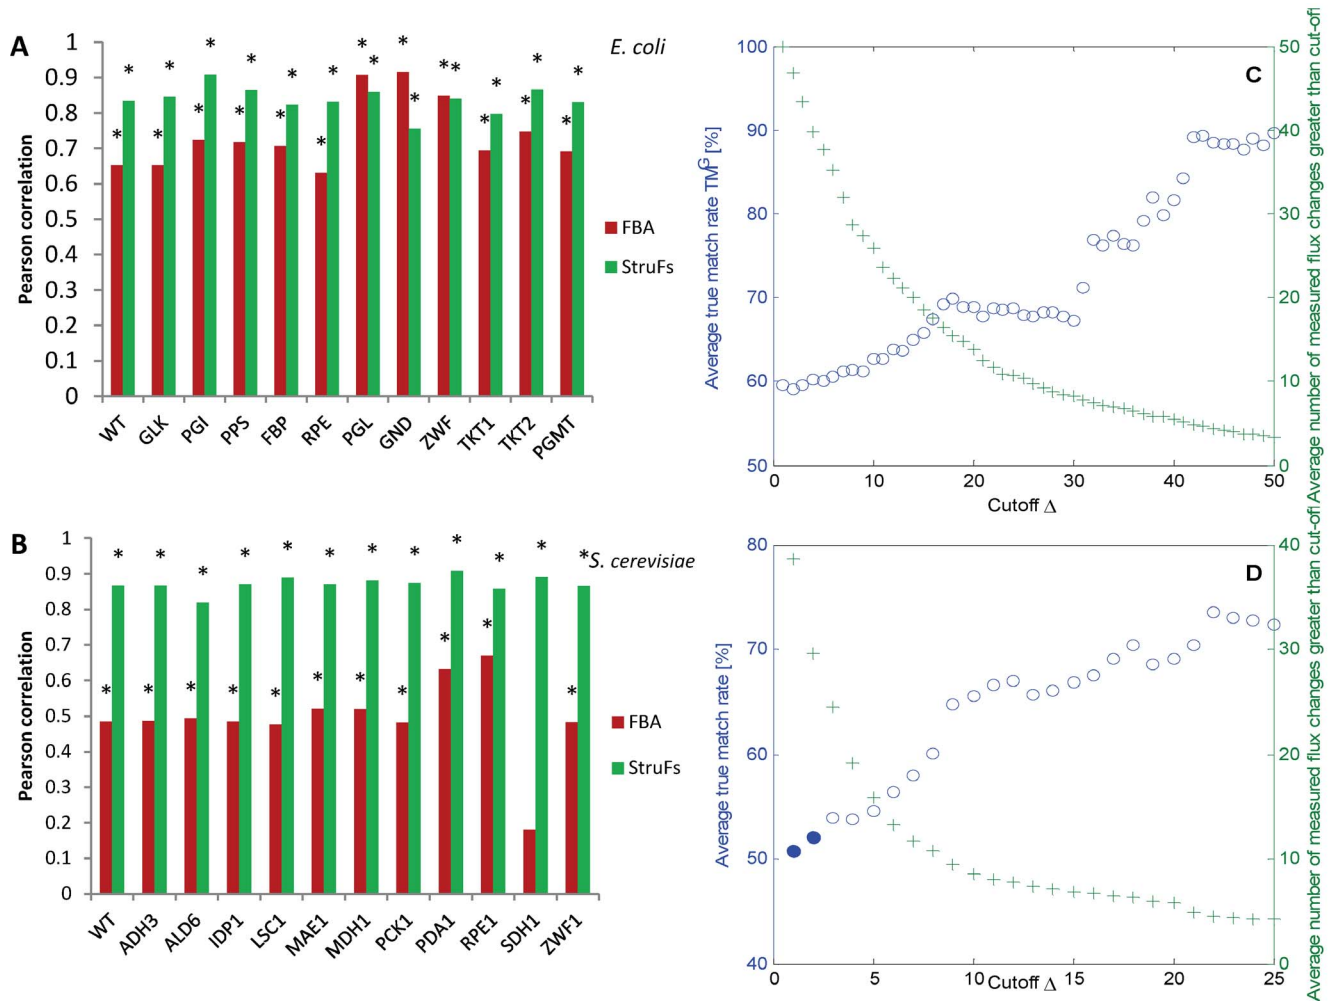 A
E. coli
Pearson correlation
1
0.9
0.8
0.7
0.6
0.5
0.4
0.3
0.2
0.1
0
* * * * * * * * * * * * * * * * * * * * * * * *
WT GLK PGI PPS FBP RPE PGL GND ZWF TKT1 TKT2 PGMT
FBA
StruFs
C
Average true match rate TM^G [%]
100
90
80
70
60
50
0 10 20 30 40 50
Cutoff Δ
50
40
30
20
10
0
Average number of measured flux changes greater than cut-off
B
S. cerevisiae
Pearson correlation
1
0.9
0.8
0.7
0.6
0.5
0.4
0.3
0.2
0.1
0
* * * * * * * * * * * * * * * * * * * * * * *
WT ADH3 ALD6 IDP1 LSC1 MAE1 MDH1 PCK1 PDA1 RPE1 SDH1 ZWF1
FBA
StruFs
D
Average true match rate [%]
80
70
60
50
40
0 5 10 15 20 25
Cutoff Δ
40
30
20
10
0
Average number of measured flux changes greater than cut-off